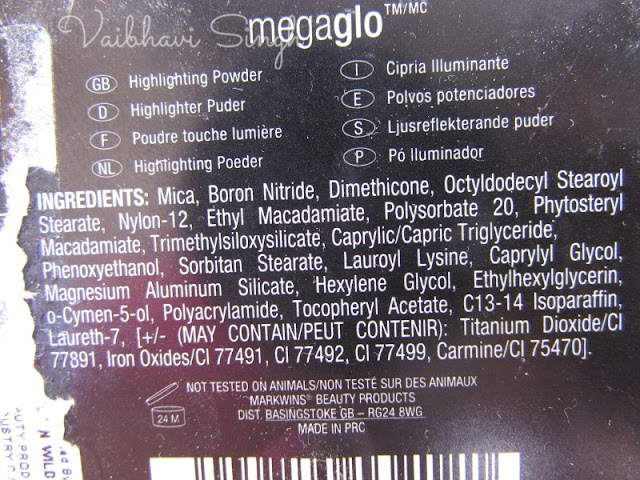 Vaibhavi Singh
megaglo™/MC
GB Highlighting Powder
D Highlighter Puder
F Poudre touche lumière
NL Highlighting Poeder
I Cipria Illuminante
E Polvos potenciadores
S Ljusreflekterande puder
P Pó Iluminador
INGREDIENTS: Mica, Boron Nitride, Dimethicone, Octyldodecyl Stearoyl
Stearate, Nylon-12, Ethyl Macadamiate, Polysorbate 20, Phytosteryl
Macadamiate, Trimethylsiloxysilicate, Caprylic/Capric Triglyceride,
Phenoxyethanol, Sorbitan Stearate, Lauroyl Lysine, Caprylyl Glycol,
Magnesium Aluminum Silicate, Hexylene Glycol, Ethylhexylglycerin,
o-Cymen-5-ol, Polyacrylamide, Tocopheryl Acetate, C13-14 Isoparaffin,
Laureth-7, [+/- (MAY CONTAIN/PEUT CONTENIR): Titanium Dioxide/CI
77891, Iron Oxides/CI 77491, CI 77492, CI 77499, Carmine/CI 75470].
24 M
NOT TESTED ON ANIMALS/NON TESTÉ SUR DES ANIMAUX
MARKWINS® BEAUTY PRODUCTS
DIST. BASINGSTOKE GB – RG24 8WG
MADE IN PRC